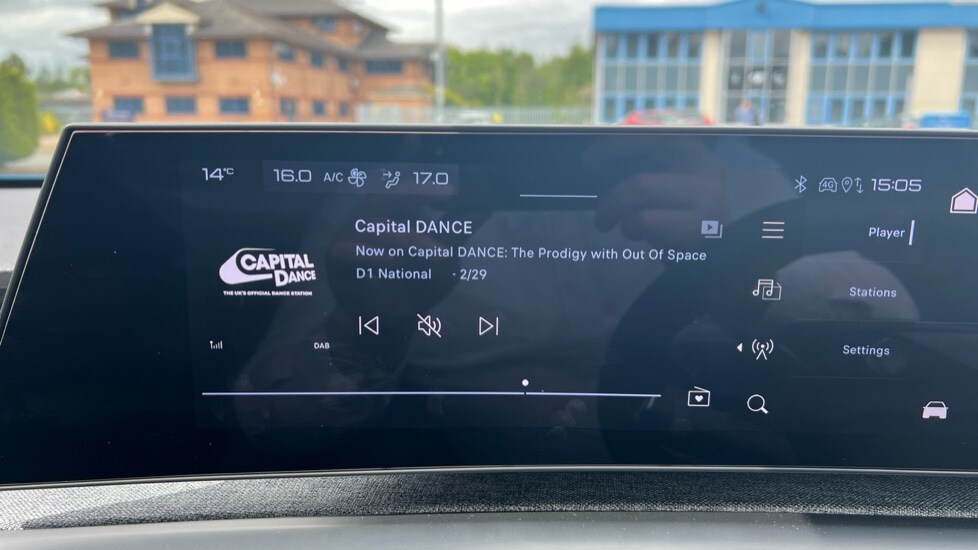 14°C 16.0 A/C 17.0 4G 15:05
Capital DANCE
Now on Capital DANCE: The Prodigy with Out Of Space
D1 National - 2/29
CAPITAL
DANCE
THE UK'S OFFICIAL DANCE STATION
DAB
Player
Stations
Settings